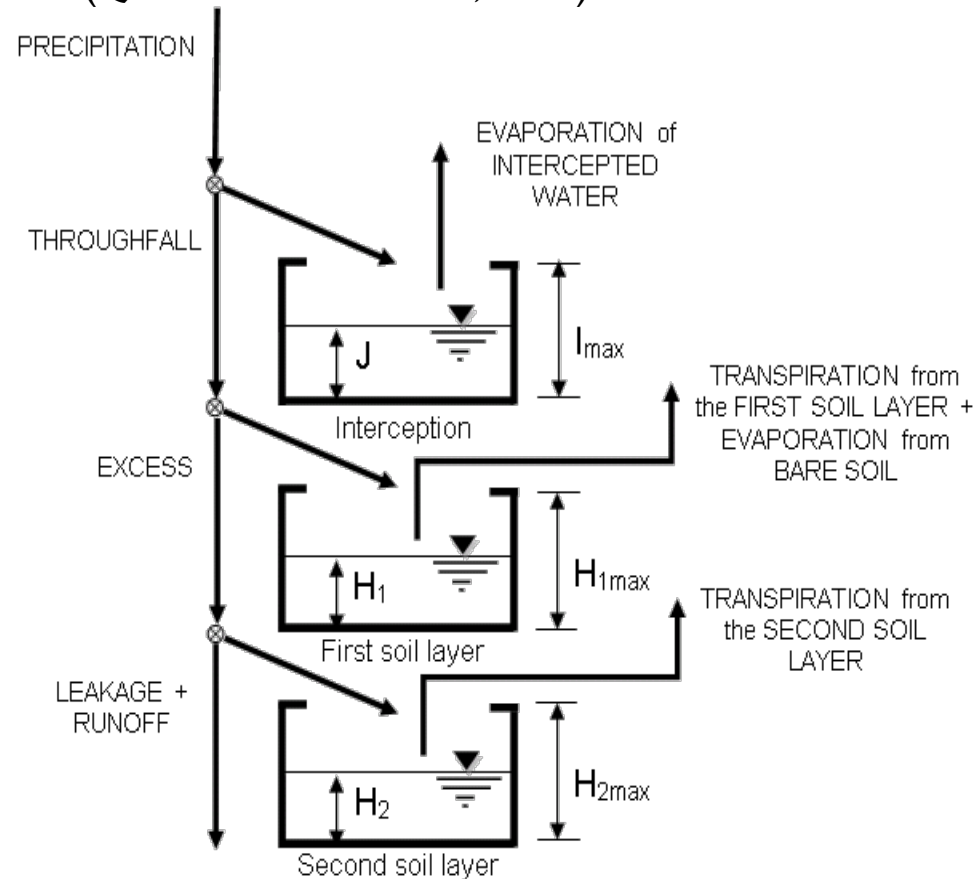 PRECIPITATION
EVAPORATION of
INTERCEPTED
WATER
THROUGHFALL
J
Imax
Interception
TRANSPIRATION from
the FIRST SOIL LAYER +
EVAPORATION from
BARE SOIL
EXCESS
H1
H1max
First soil layer
TRANSPIRATION from
the SECOND SOIL
LAYER
LEAKAGE +
RUNOFF
H2
H2max
Second soil layer